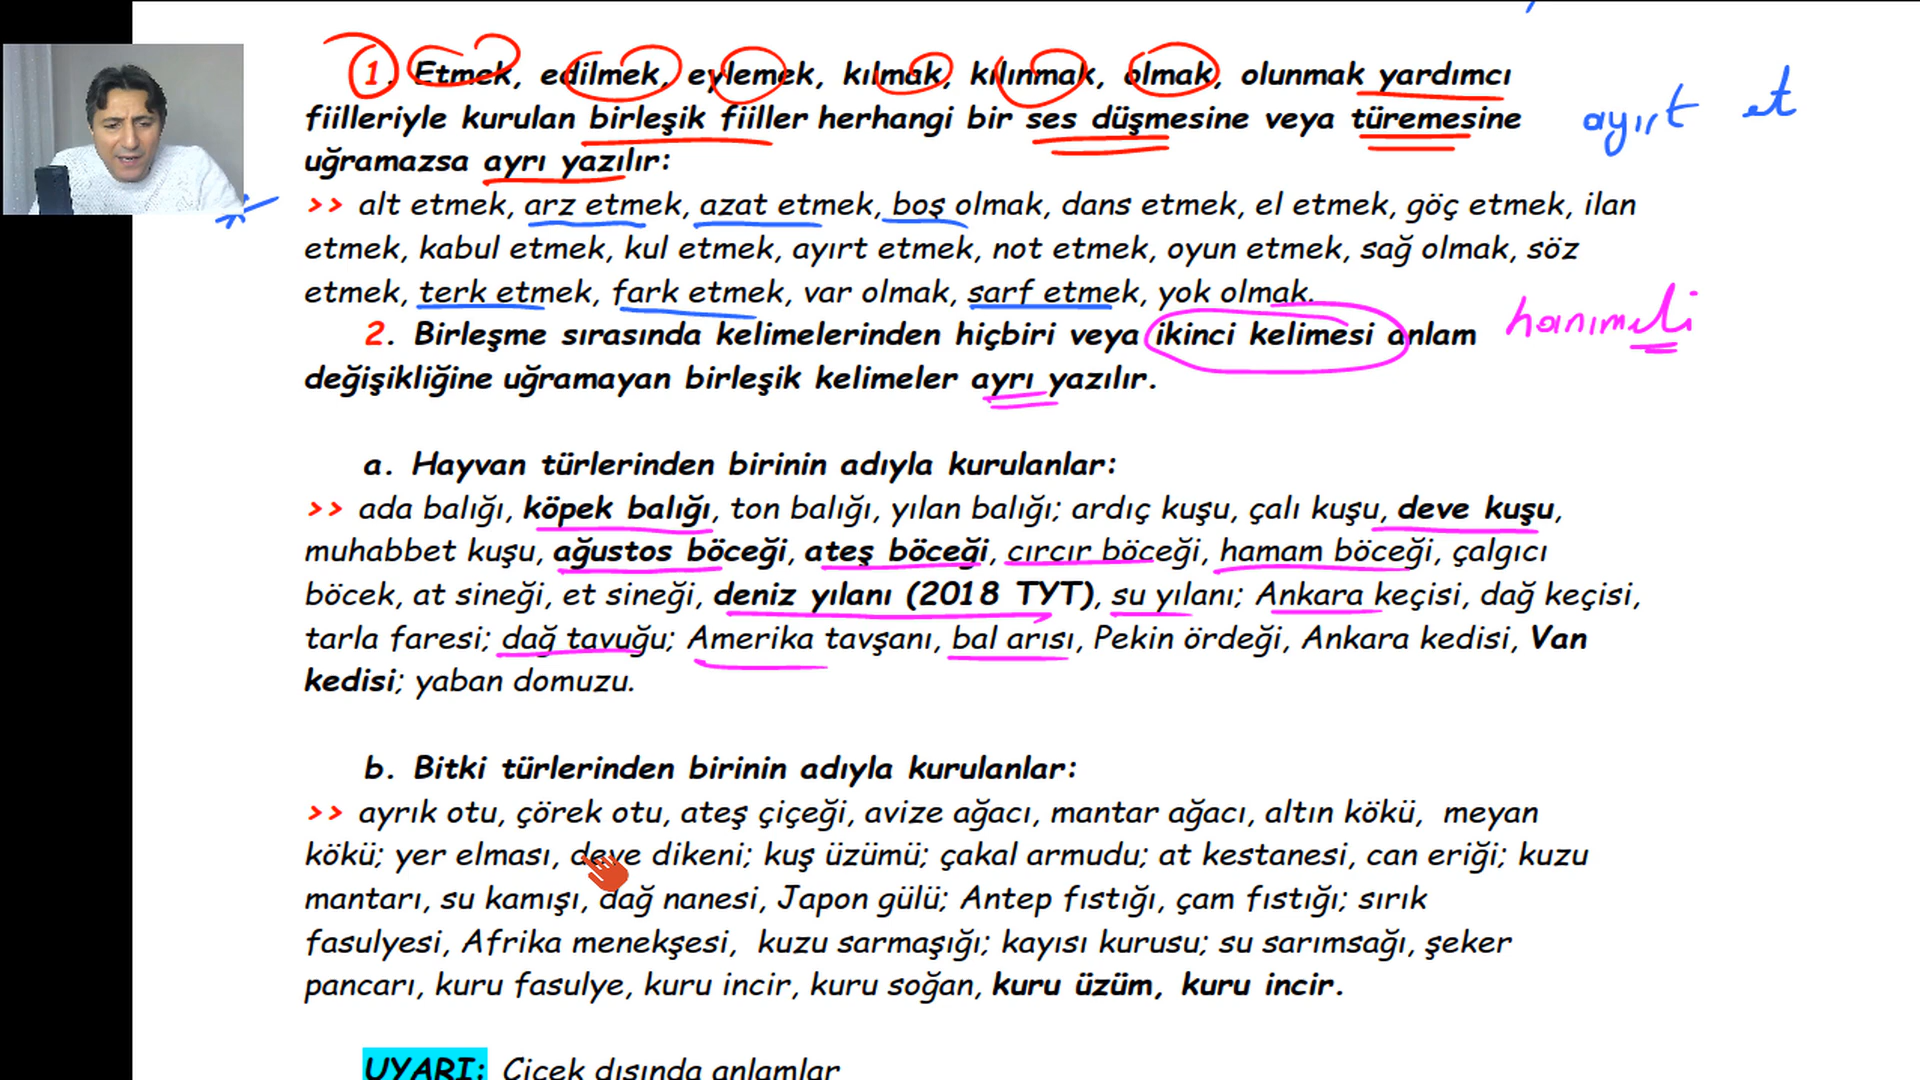 1. Etmek, edilmek, eylemek, kılmak, kılınmak, olmak, olunmak yardımcı
fiilleriyle kurulan birleşik fiiller herhangi bir ses düşmesine veya türemesine
ayırt et
uğramazsa ayrı yazılır:
>> alt etmek, arz etmek, azat etmek, boş olmak, dans etmek, el etmek, göç etmek, ilan
etmek, kabul etmek, kul etmek, ayırt etmek, not etmek, oyun etmek, sağ olmak, söz
etmek, terk etmek, fark etmek, var olmak, sarf etmek, yok olmak.
2. Birleşme sırasında kelimelerinden hiçbiri veya ikinci kelimesi anlam
hanımeli
değişikliğine uğramayan birleşik kelimeler ayrı yazılır.
a. Hayvan türlerinden birinin adıyla kurulanlar:
>> ada balığı, köpek balığı, ton balığı, yılan balığı; ardıç kuşu, çalı kuşu, deve kuşu,
muhabbet kuşu, ağustos böceği, ateş böceği, cırcır böceği, hamam böceği, çalgıcı
böcek, at sineği, et sineği, deniz yılanı (2018 TYT), su yılanı; Ankara keçisi, dağ keçisi,
tarla faresi; dağ tavuğu; Amerika tavşanı, bal arısı, Pekin ördeği, Ankara kedisi, Van
kedisi; yaban domuzu.
b. Bitki türlerinden birinin adıyla kurulanlar:
>> ayrık otu, çörek otu, ateş çiçeği, avize ağacı, mantar ağacı, altın kökü, meyan
kökü; yer elması, deve dikeni; kuş üzümü; çakal armudu; at kestanesi, can eriği; kuzu
mantarı, su kamışı, dağ nanesi, Japon gülü; Antep fıstığı, çam fıstığı; sırık
fasulyesi, Afrika menekşesi, kuzu sarmaşığı; kayısı kurusu; su sarımsağı, şeker
pancarı, kuru fasulye, kuru incir, kuru soğan, kuru üzüm, kuru incir.
UYARI: Çiçek dışında anlamlar